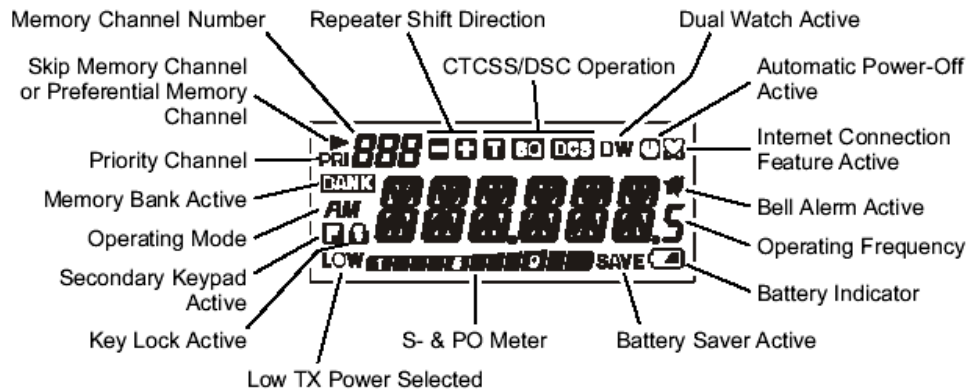 Memory Channel Number
Repeater Shift Direction
Dual Watch Active
Skip Memory Channel
or Preferential Memory
Channel
CTCSS/DSC Operation
Automatic Power-Off
Active
Priority Channel
Internet Connection
Feature Active
Memory Bank Active
Bell Alerm Active
Operating Mode
Operating Frequency
Secondary Keypad
Active
Battery Indicator
Key Lock Active
S- & PO Meter
Battery Saver Active
Low TX Power Selected
PRI 888 - + T SQ DCS DW
BANK
AM
F
.5
LOW 1 5 9 SAVE